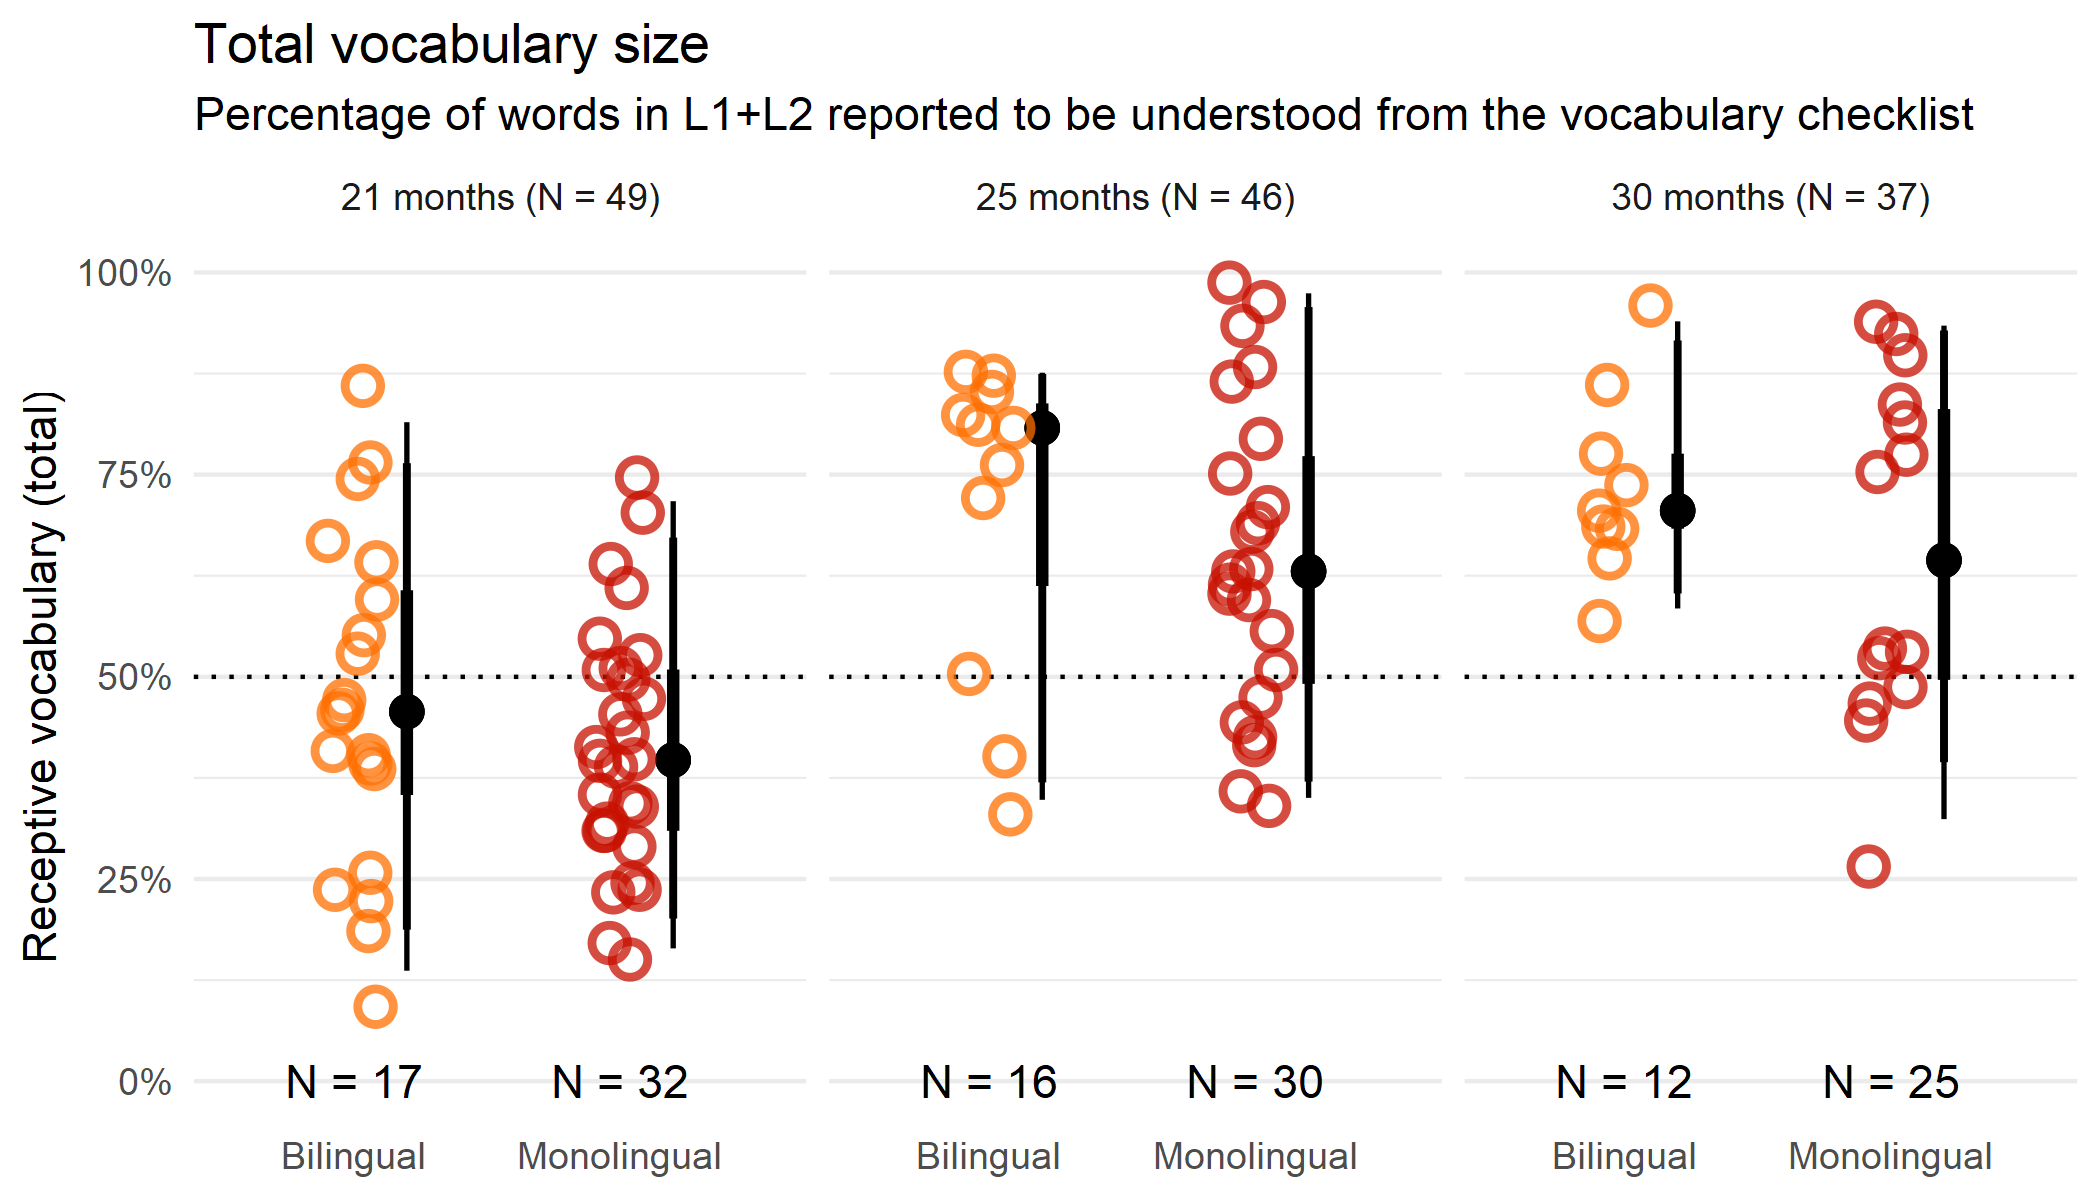 Total vocabulary size
Percentage of words in L1+L2 reported to be understood from the vocabulary checklist
21 months (N = 49)
25 months (N = 46)
30 months (N = 37)
Receptive vocabulary (total)
100%
75%
50%
25%
0%
N = 17
N = 32
N = 16
N = 30
N = 12
N = 25
Bilingual
Monolingual
Bilingual
Monolingual
Bilingual
Monolingual